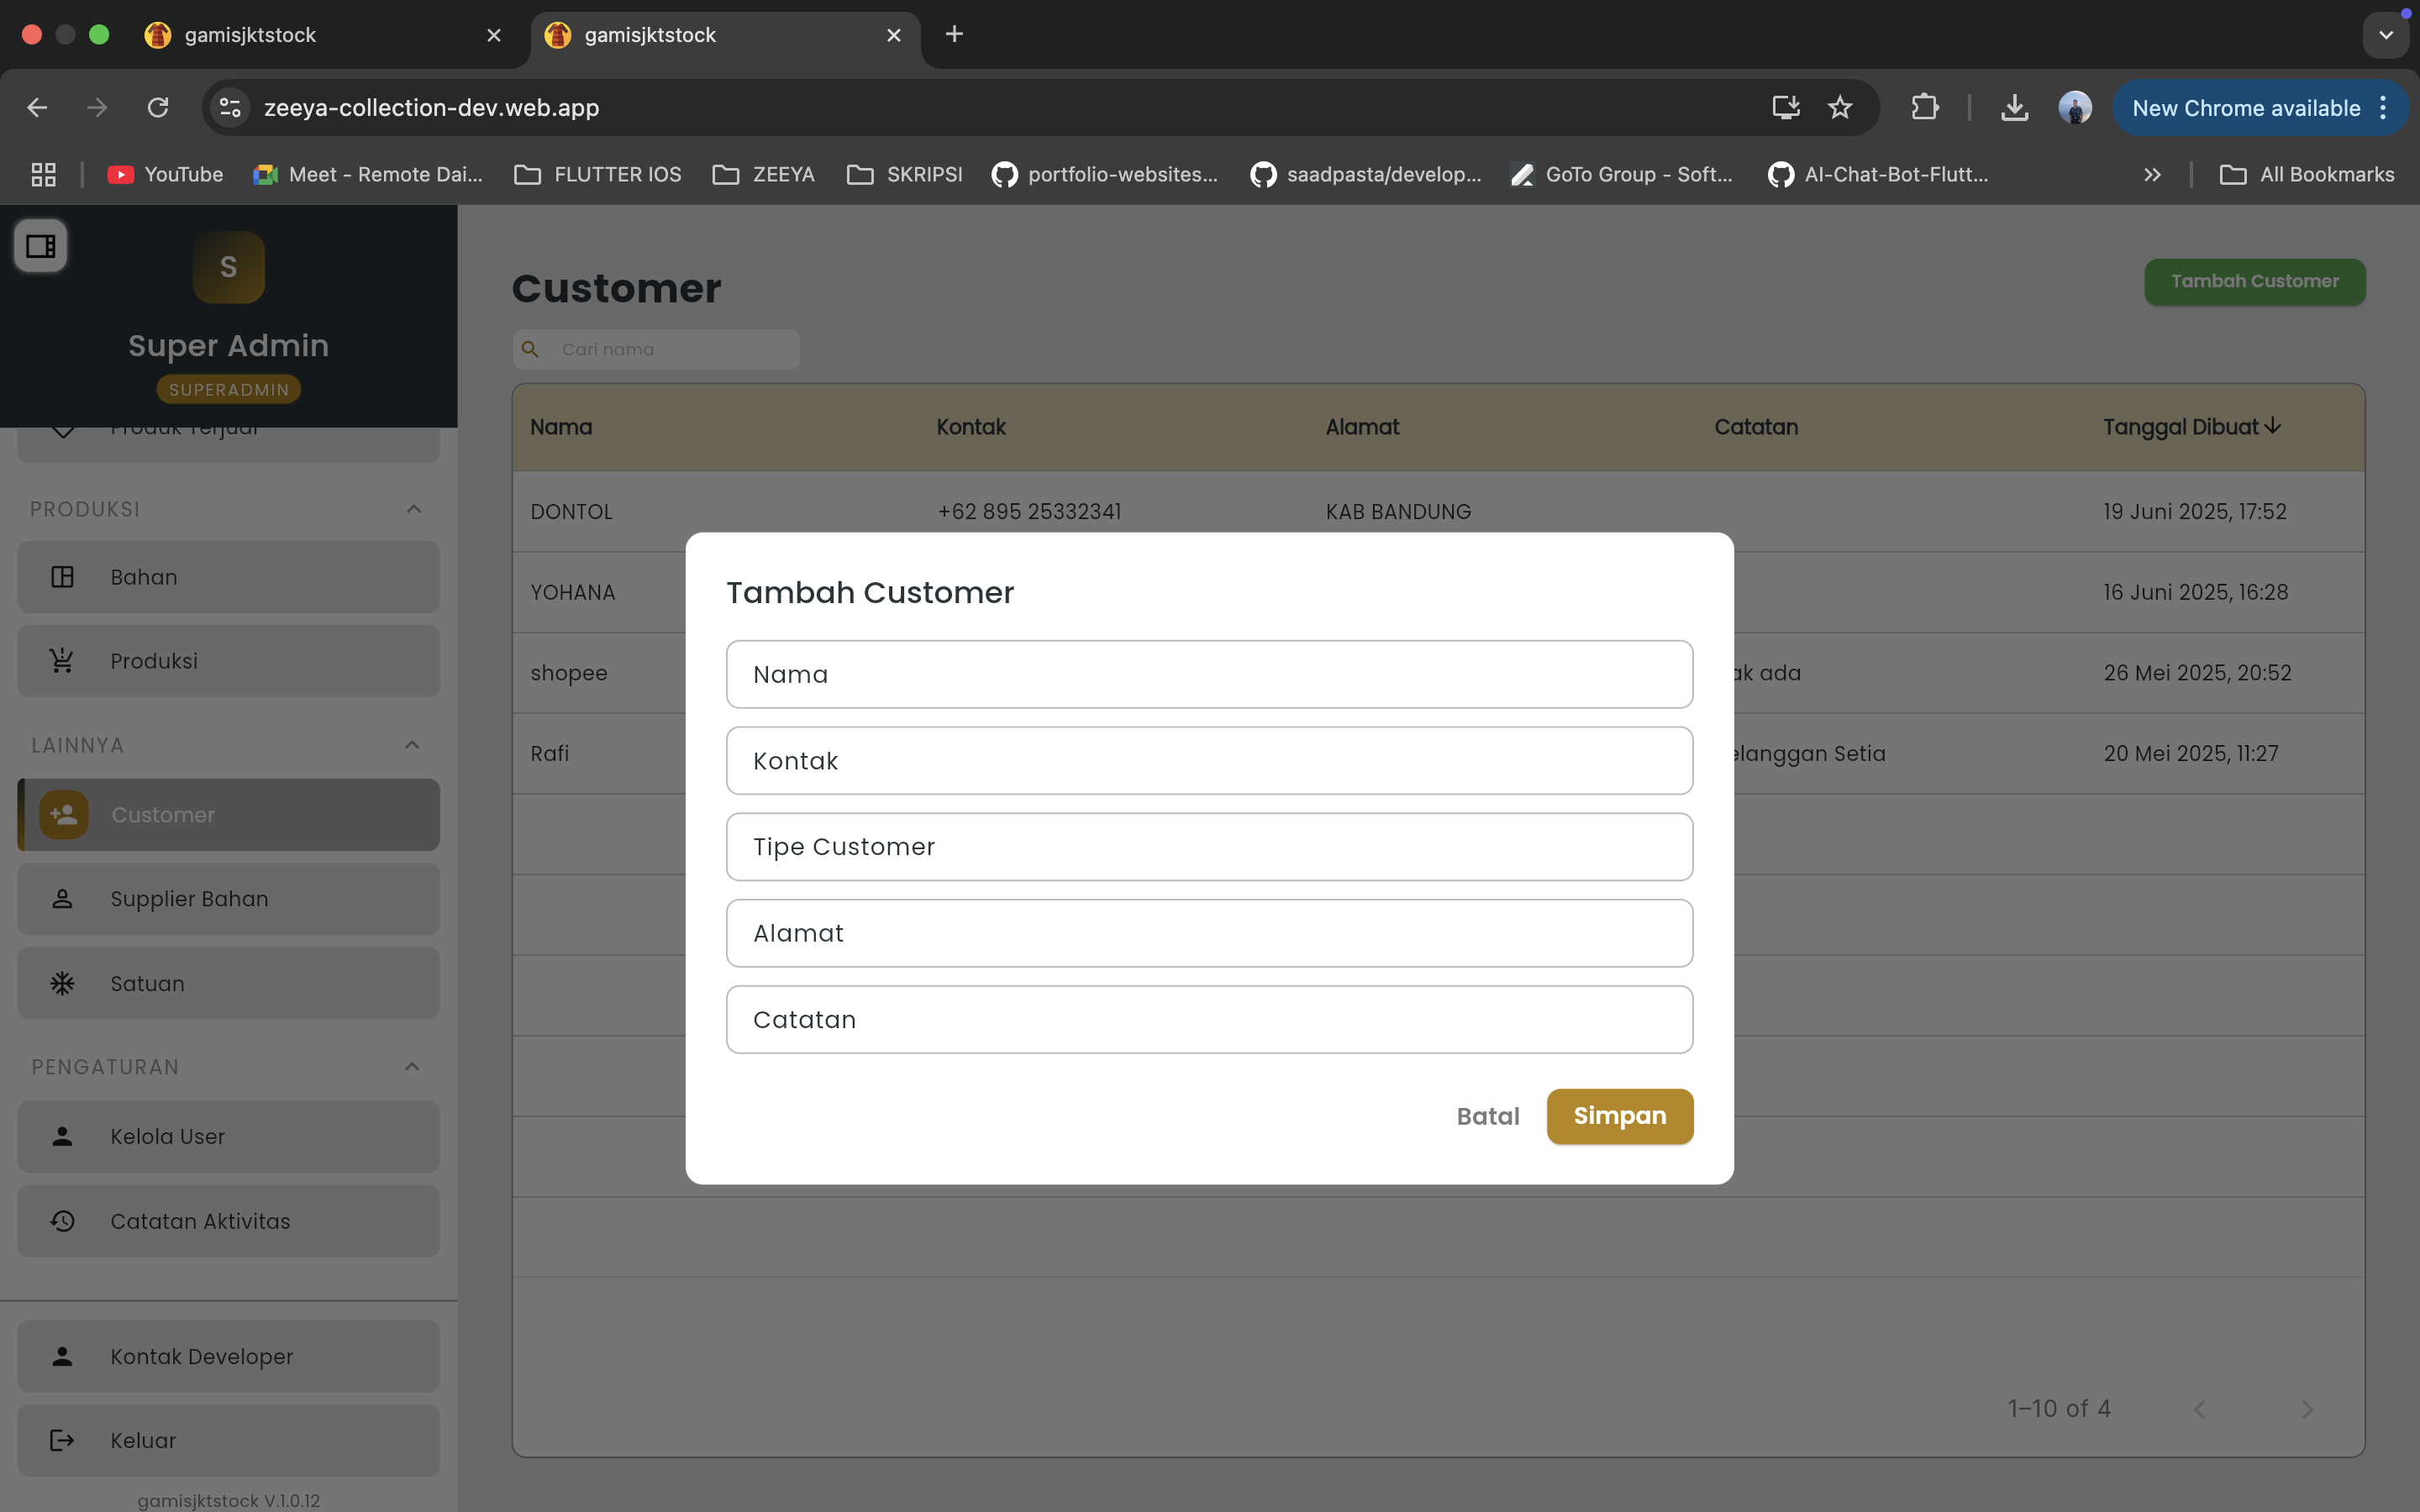 gamisjktstock
gamisjktstock
zeeya-collection-dev.web.app
New Chrome available
YouTube
Meet - Remote Dai...
FLUTTER IOS
ZEEYA
SKRIPSI
portfolio-websites...
saadpasta/develop...
GoTo Group - Soft...
AI-Chat-Bot-Flutt...
All Bookmarks
S
Super Admin
SUPERADMIN
Produk Terjual
PRODUKSI
Bahan
Produksi
LAINNYA
Customer
Supplier Bahan
Satuan
PENGATURAN
Kelola User
Catatan Aktivitas
Kontak Developer
Keluar
gamisjktstock V.1.0.12
Customer
Tambah Customer
Cari nama
Nama Kontak Alamat Catatan Tanggal Dibuat
DONTOL +62 895 25332341 KAB BANDUNG 19 Juni 2025, 17:52
YOHANA 16 Juni 2025, 16:28
shopee ak ada 26 Mei 2025, 20:52
Rafi elanggan Setia 20 Mei 2025, 11:27
Tambah Customer
Nama
Kontak
Tipe Customer
Alamat
Catatan
Batal Simpan
1–10 of 4